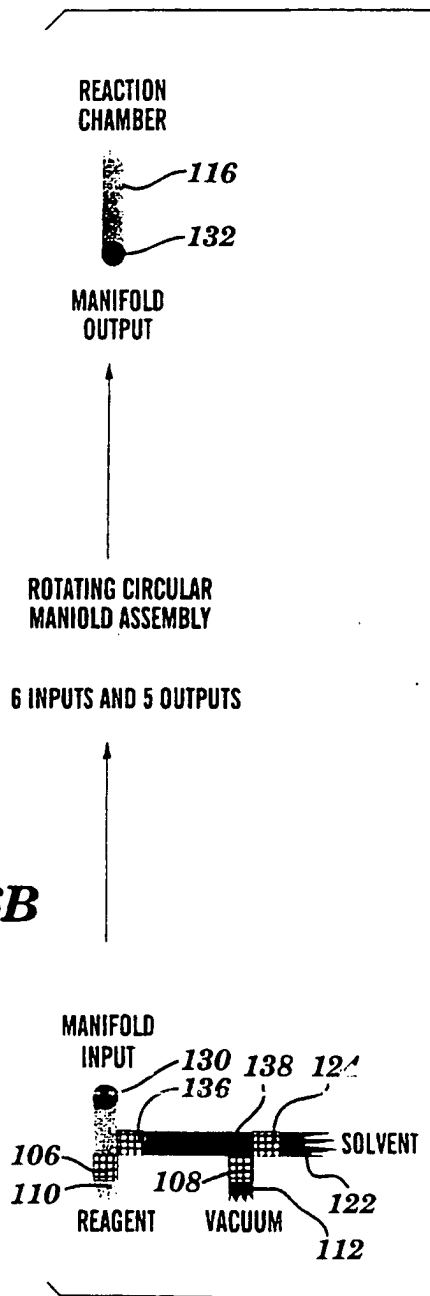 REACTION
CHAMBER
116
132
MANIFOLD
OUTPUT
ROTATING CIRCULAR
MANIOLD ASSEMBLY
6 INPUTS AND 5 OUTPUTS
MANIFOLD
INPUT
130 138 124
136
SOLVENT
106
110 108 122
REAGENT VACUUM
112